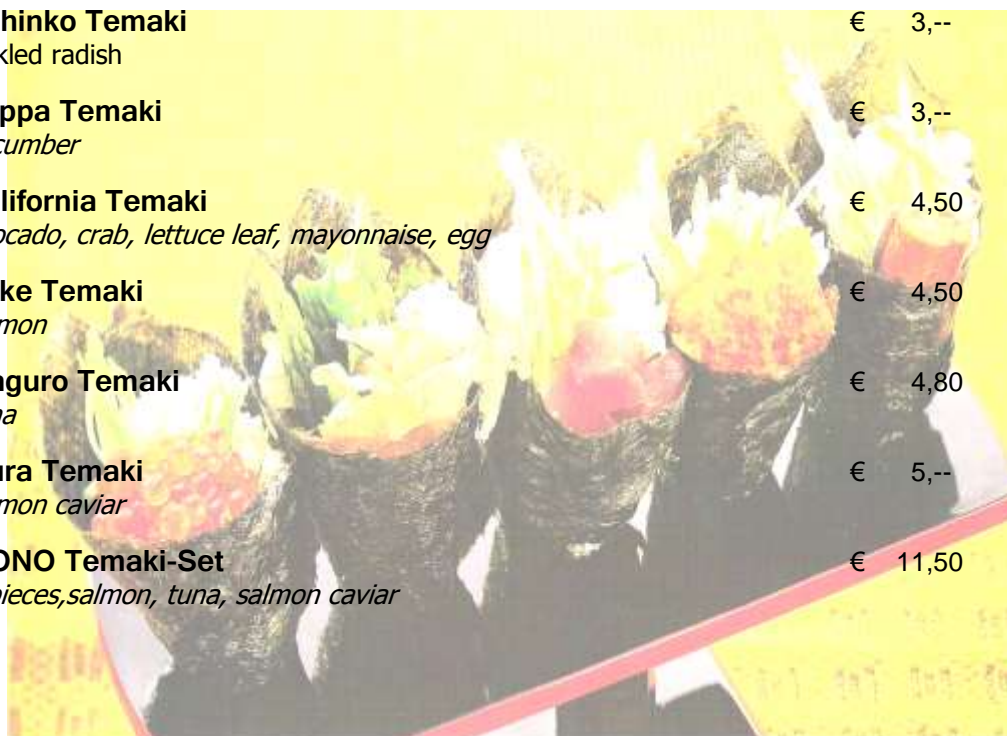 hinko Temaki € 3,--
kled radish
ppa Temaki € 3,--
cumber
lifornia Temaki € 4,50
ocado, crab, lettuce leaf, mayonnaise, egg
ke Temaki € 4,50
mon
guro Temaki € 4,80
na
ura Temaki € 5,--
mon caviar
ONO Temaki-Set € 11,50
pieces,salmon, tuna, salmon caviar